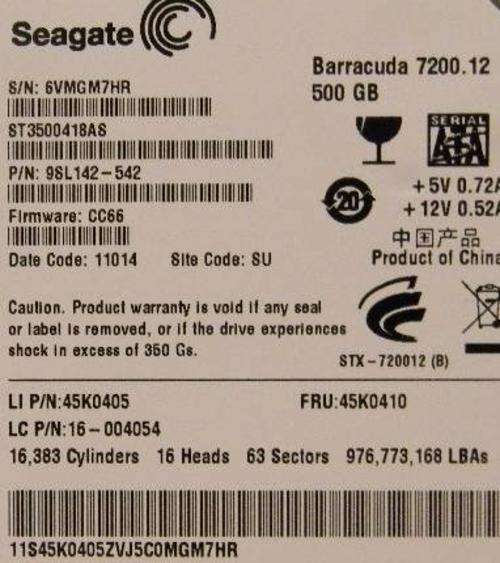 Seagate
Barracuda 7200.12
500 GB
S/N: 6VMGM7HR
ST3500418AS
SERIAL
ATA
P/N: 9SL142-542
20
+5V 0.72A
+12V 0.52A
Firmware: CC66
中国产品
Product of China
Date Code: 11014 Site Code: SU
Caution. Product warranty is void if any seal
or label is removed, or if the drive experiences
shock in excess of 350 Gs.
STX-720012 (B)
LI P/N:45K0405 FRU:45K0410
LC P/N:16-004054
16,383 Cylinders 16 Heads 63 Sectors 976,773,168 LBAs
11S45K0405ZVJ5C0MGM7HR